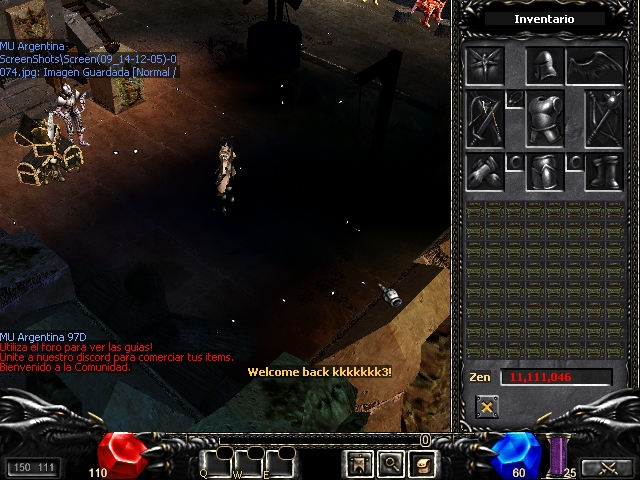 Inventario
MU Argentina
ScreenShots\Screen(09_14-12-05)-0
074.jpg: Imagen Guardada [Normal /
MU Argentina 97D
Utiliza el foro para ver las guias!
Unite a nuestro discord para comerciar tus items.
Bienvenido a la Comunidad.
Welcome back kkkkkkk3!
Zen 11,111,046
0
150 111
110
Q W E
60
25